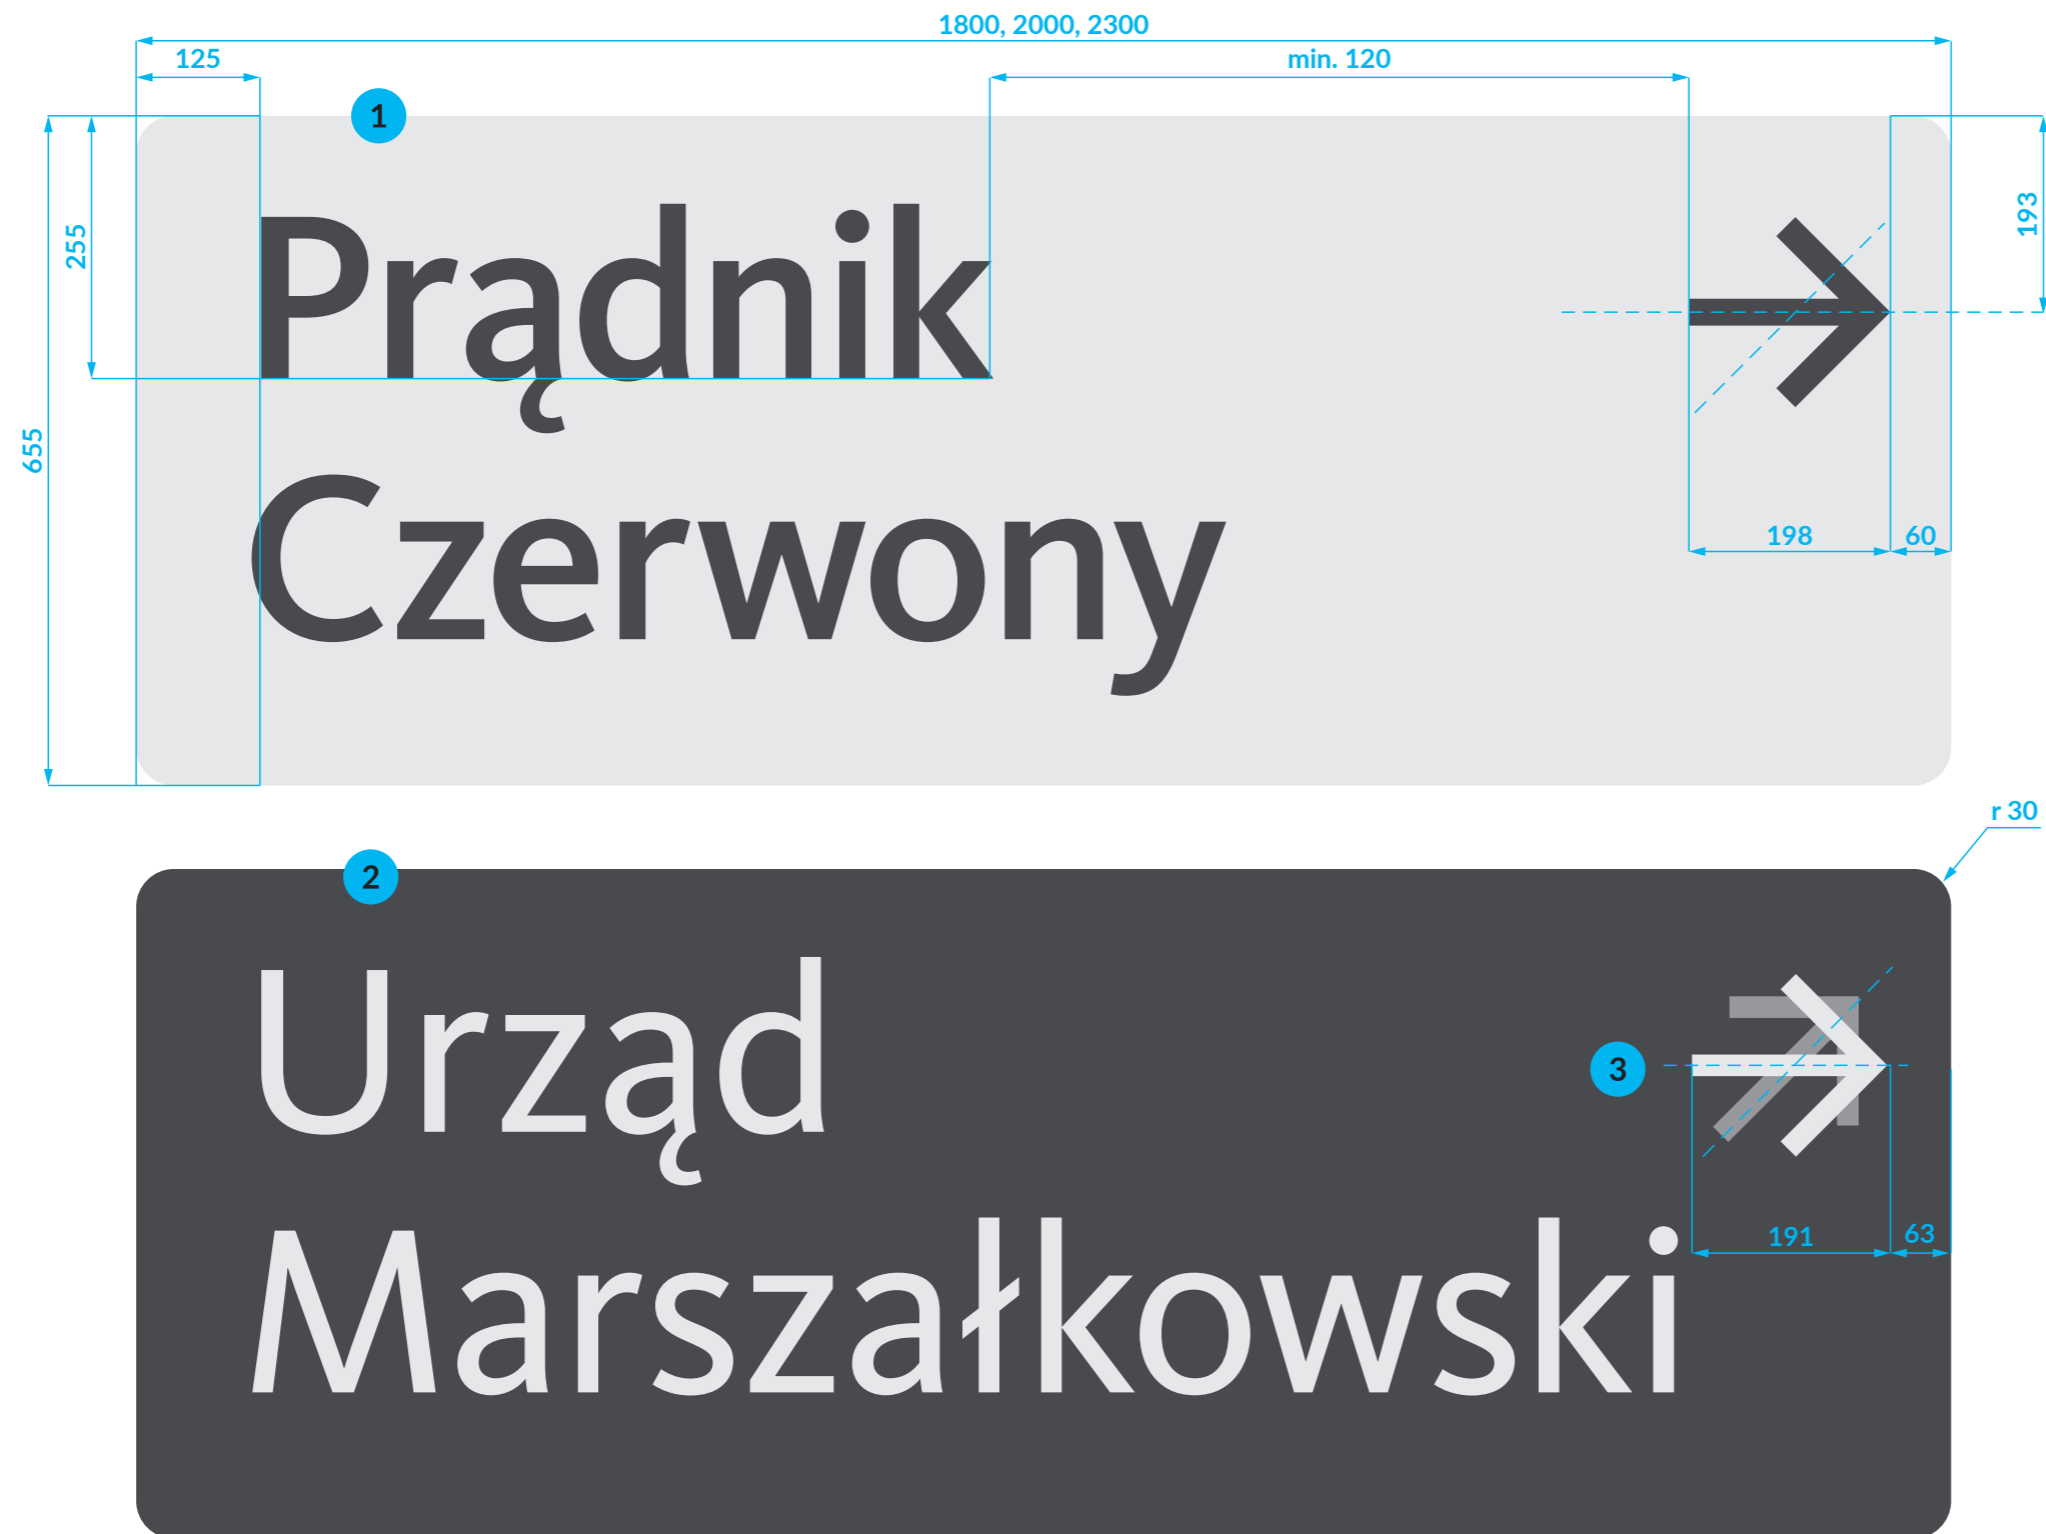 1800, 2000, 2300
125
min. 120
1
255
193
Prądnik
655
Czerwony
198
60
r 30
2
Urząd
3
191
63
Marszałkowski